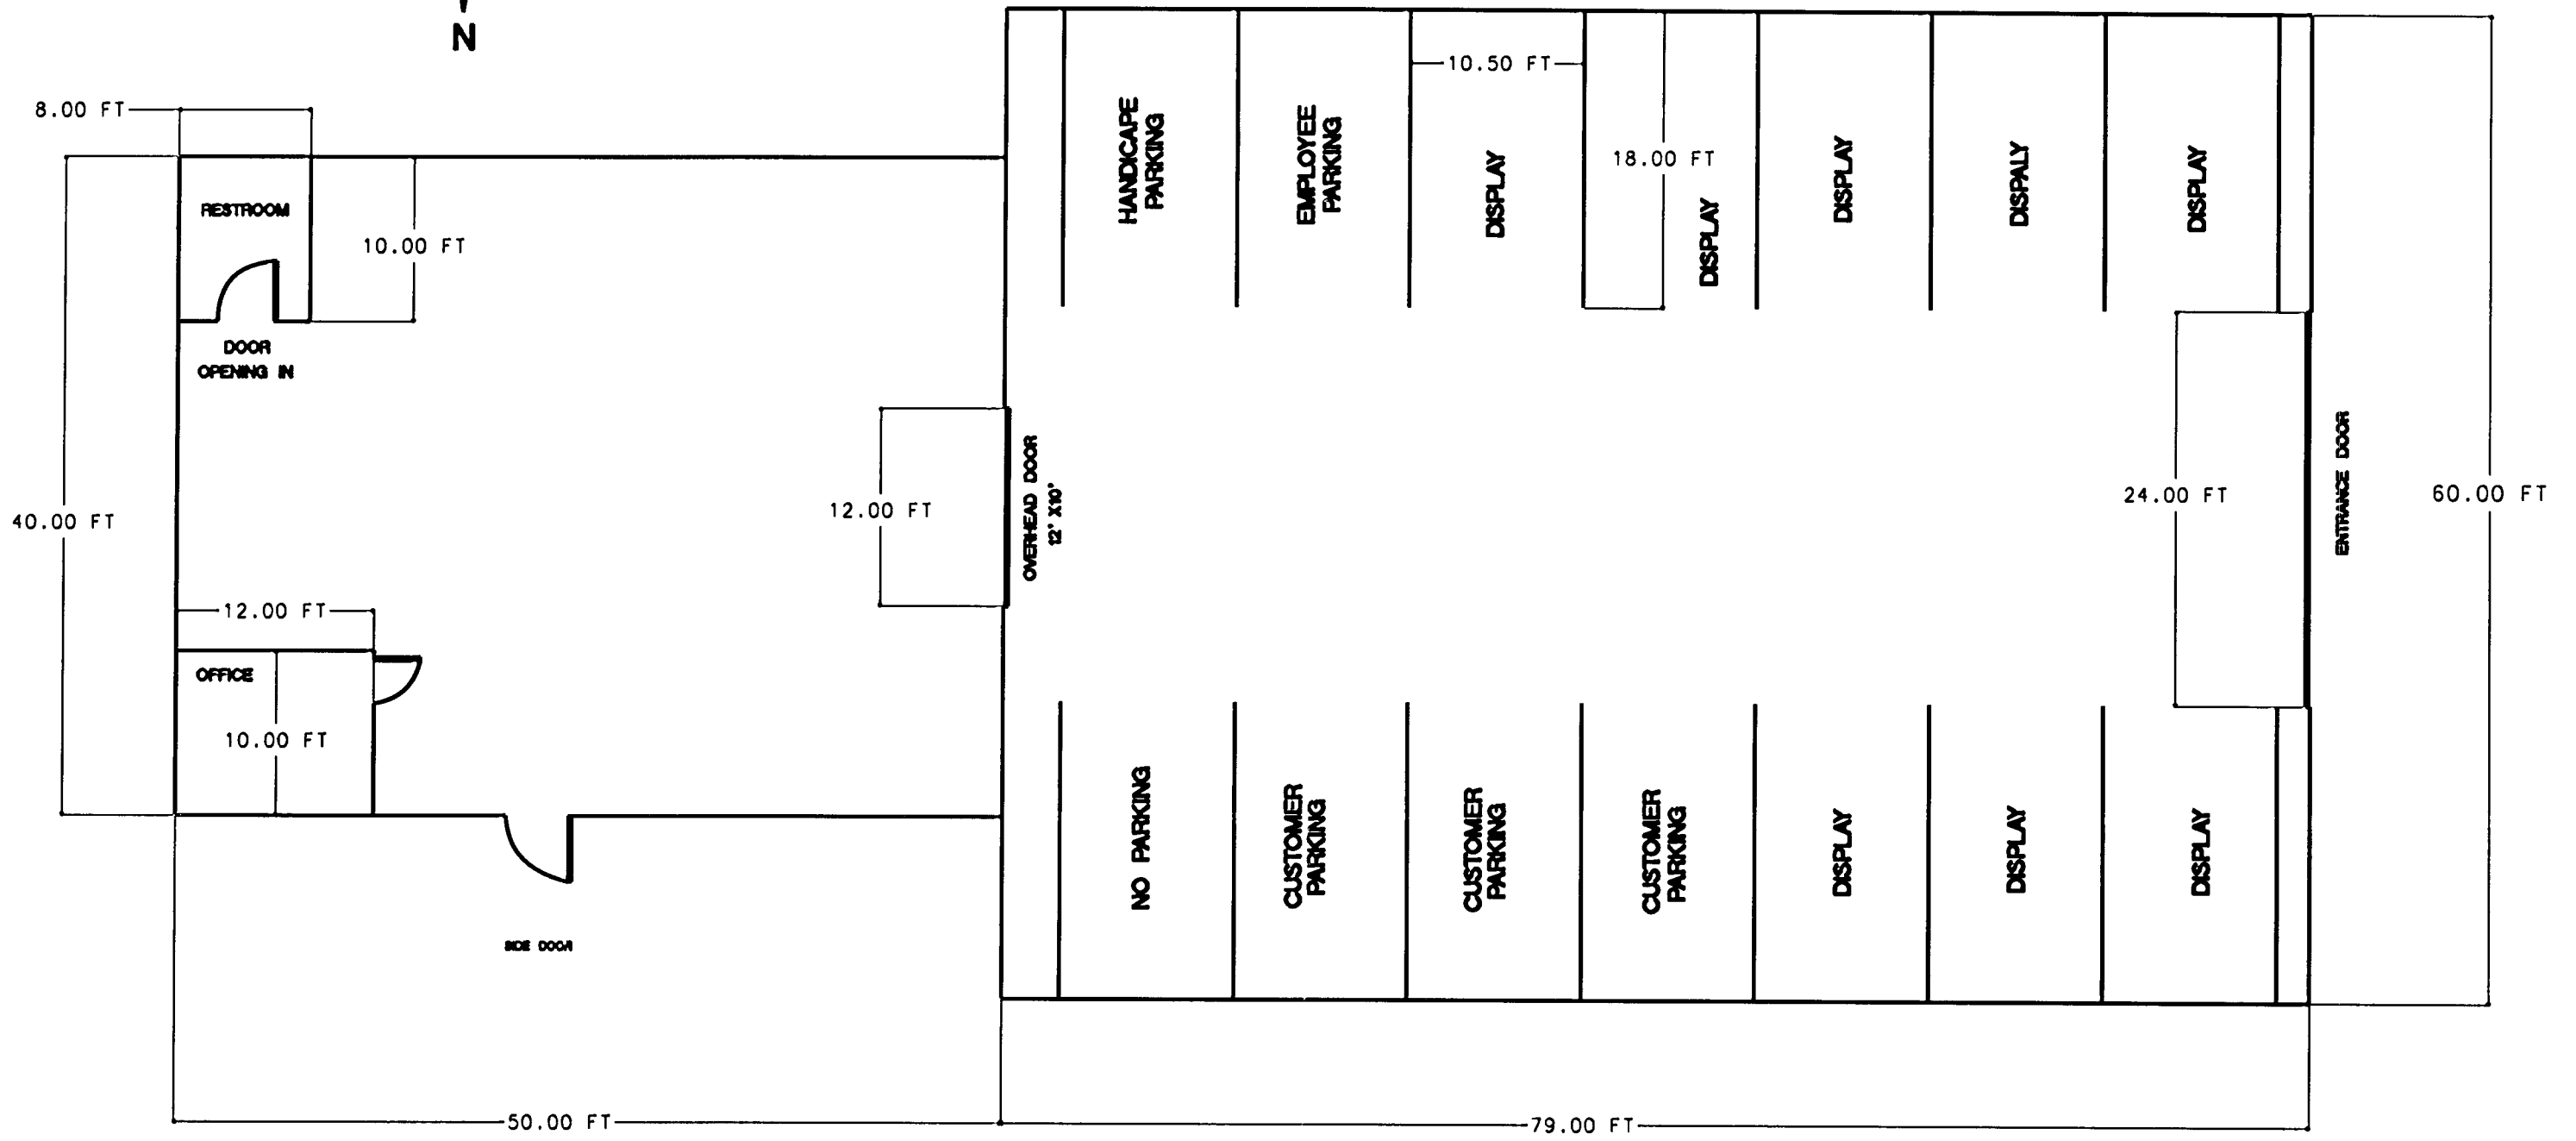 N
8.00 FT
10.50 FT
HANDICAPE
PARKING
EMPLOYEE
PARKING
DISPLAY
18.00 FT
DISPLAY
DISPLAY
DISPALY
DISPLAY
RESTROOM
10.00 FT
DOOR
OPENING IN
40.00 FT
12.00 FT
OVERHEAD DOOR
12' X10'
24.00 FT
ENTRANCE DOOR
60.00 FT
12.00 FT
OFFICE
10.00 FT
NO PARKING
CUSTOMER
PARKING
CUSTOMER
PARKING
CUSTOMER
PARKING
DISPLAY
DISPLAY
DISPLAY
SIDE DOOR
50.00 FT
79.00 FT